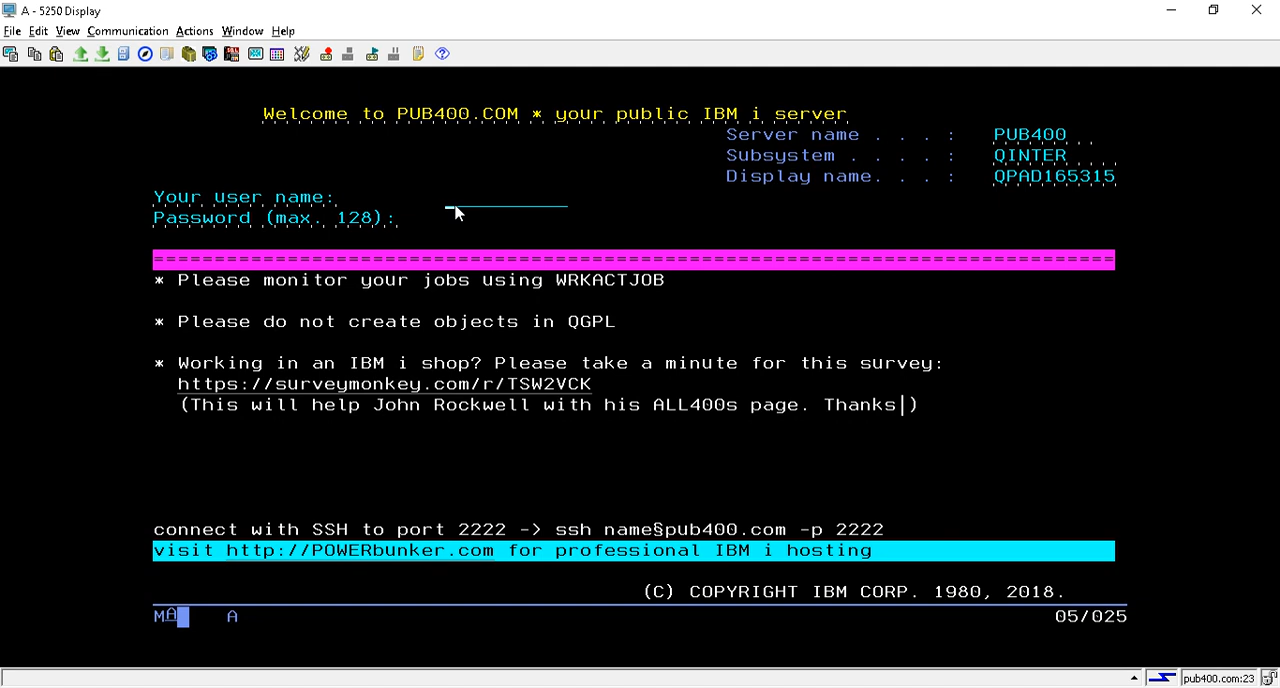 A - 5250 Display
File Edit View Communication Actions Window Help
Welcome to PUB400.COM * your public IBM i server
Server name . . . : PUB400
Subsystem . . . . : QINTER
Display name. . . : QPAD165315
Your user name:
Password (max. 128):
================================================================================
* Please monitor your jobs using WRKACTJOB
* Please do not create objects in QGPL
* Working in an IBM i shop? Please take a minute for this survey:
https://surveymonkey.com/r/TSW2VCK
(This will help John Rockwell with his ALL400s page. Thanks|)
connect with SSH to port 2222 -> ssh name§pub400.com -p 2222
visit http://POWERbunker.com for professional IBM i hosting
(C) COPYRIGHT IBM CORP. 1980, 2018.
MA A 05/025
pub400.com:23